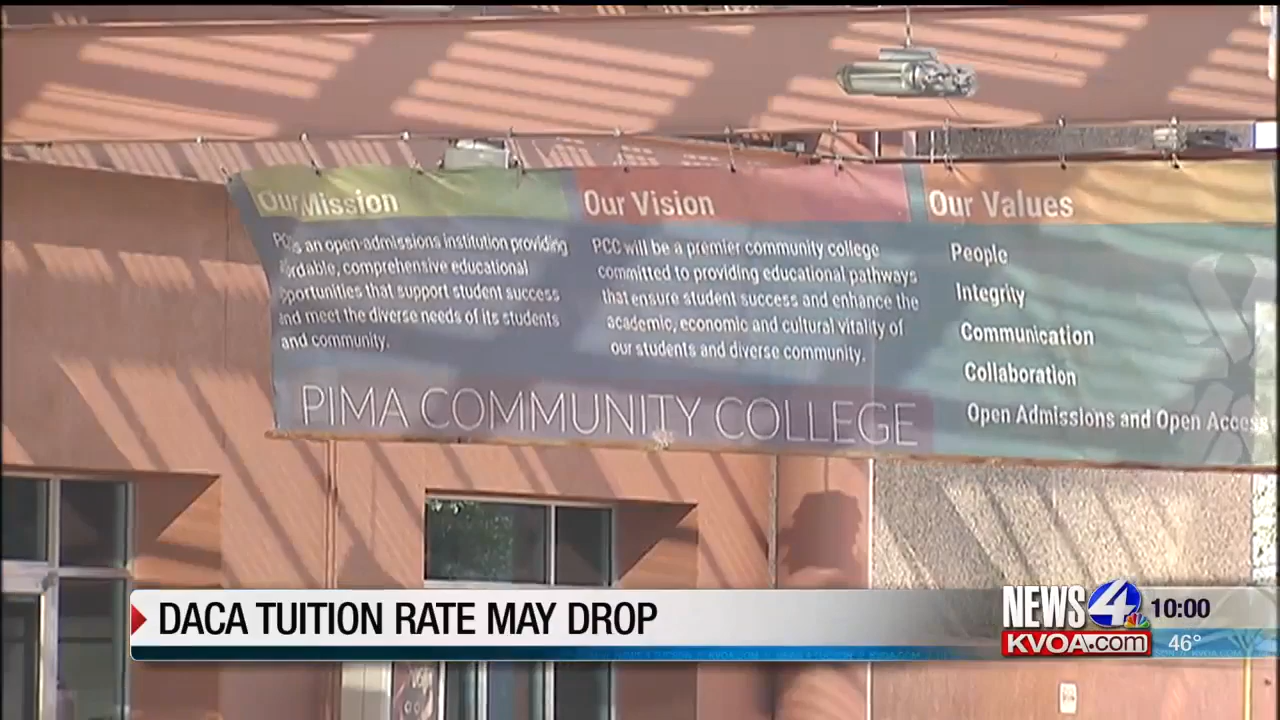 Our Mission
PCC is an open-admissions institution providing
affordable, comprehensive educational
opportunities that support student success
and meet the diverse needs of its students
and community.
Our Vision
PCC will be a premier community college
committed to providing educational pathways
that ensure student success and enhance the
academic, economic and cultural vitality of
our students and diverse community.
Our Values
People
Integrity
Communication
Collaboration
Open Admissions and Open Access
PIMA COMMUNITY COLLEGE
DACA TUITION RATE MAY DROP
NEWS 4
KVOA.com
10:00
46°